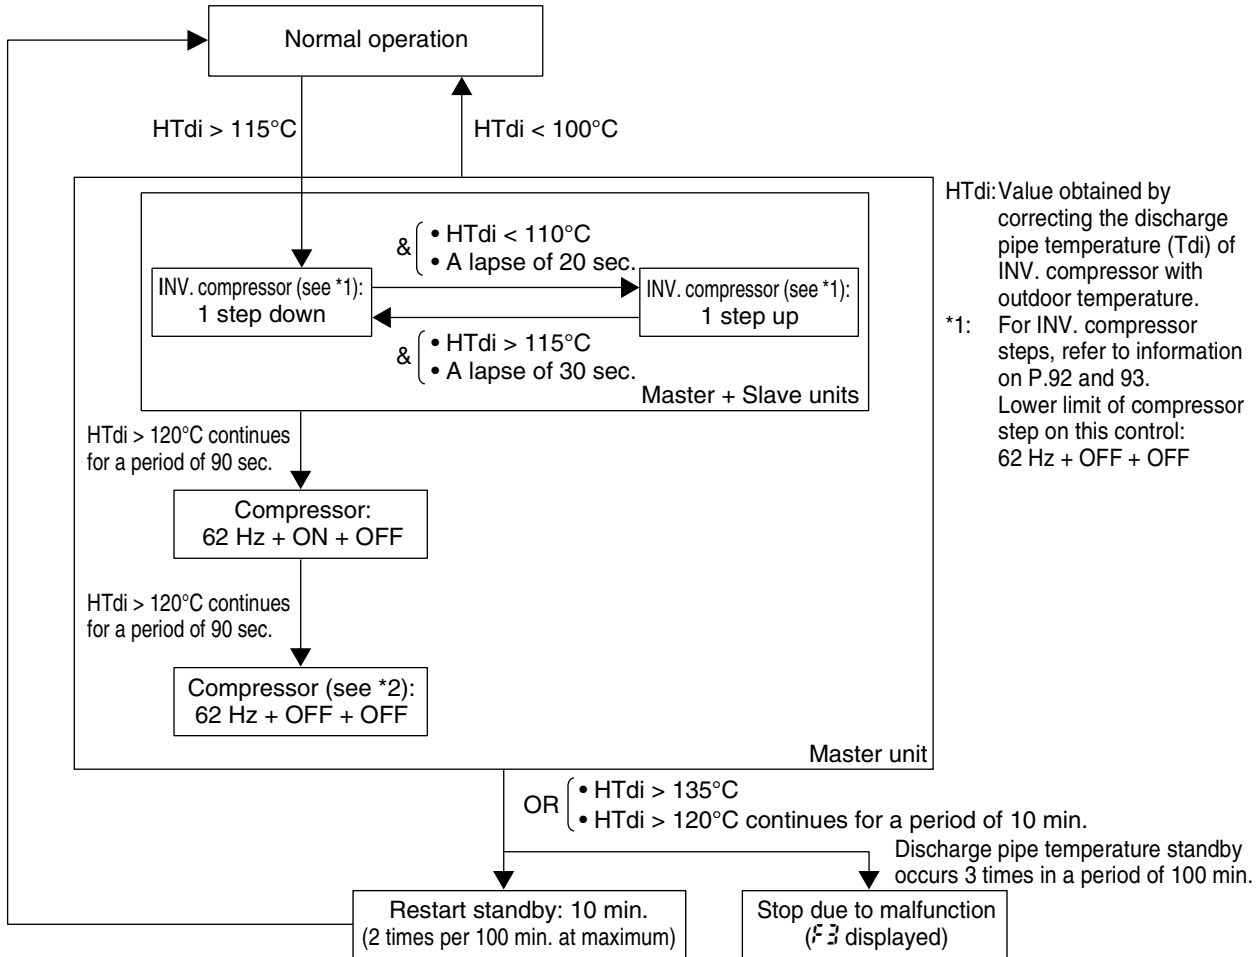 Normal operation
HTdi > 115°C
HTdi < 100°C
& • HTdi < 110°C
• A lapse of 20 sec.
INV. compressor (see *1):
1 step down
INV. compressor (see *1):
1 step up
& • HTdi > 115°C
• A lapse of 30 sec.
Master + Slave units
HTdi > 120°C continues
for a period of 90 sec.
Compressor:
62 Hz + ON + OFF
HTdi > 120°C continues
for a period of 90 sec.
Compressor (see *2):
62 Hz + OFF + OFF
Master unit
HTdi: Value obtained by
correcting the discharge
pipe temperature (Tdi) of
INV. compressor with
outdoor temperature.
*1: For INV. compressor
steps, refer to information
on P.92 and 93.
Lower limit of compressor
step on this control:
62 Hz + OFF + OFF
OR • HTdi > 135°C
• HTdi > 120°C continues for a period of 10 min.
Discharge pipe temperature standby
occurs 3 times in a period of 100 min.
Restart standby: 10 min.
(2 times per 100 min. at maximum)
Stop due to malfunction
(F3 displayed)